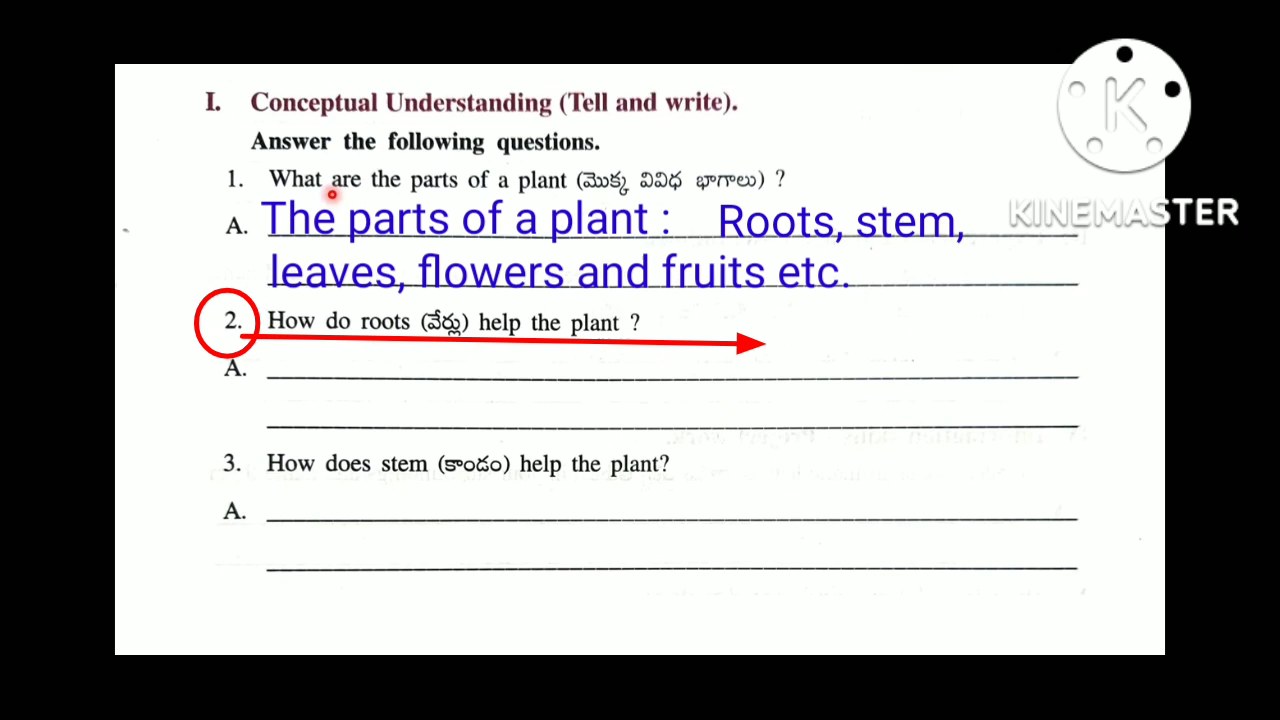 I. Conceptual Understanding (Tell and write).
Answer the following questions.
1. What are the parts of a plant (మొక్క వివిధ భాగాలు) ?
A. The parts of a plant : Roots, stem,
leaves, flowers and fruits etc.
2. How do roots (వేర్లు) help the plant ?
A.
3. How does stem (కాండం) help the plant?
A.
K
KINEMASTER